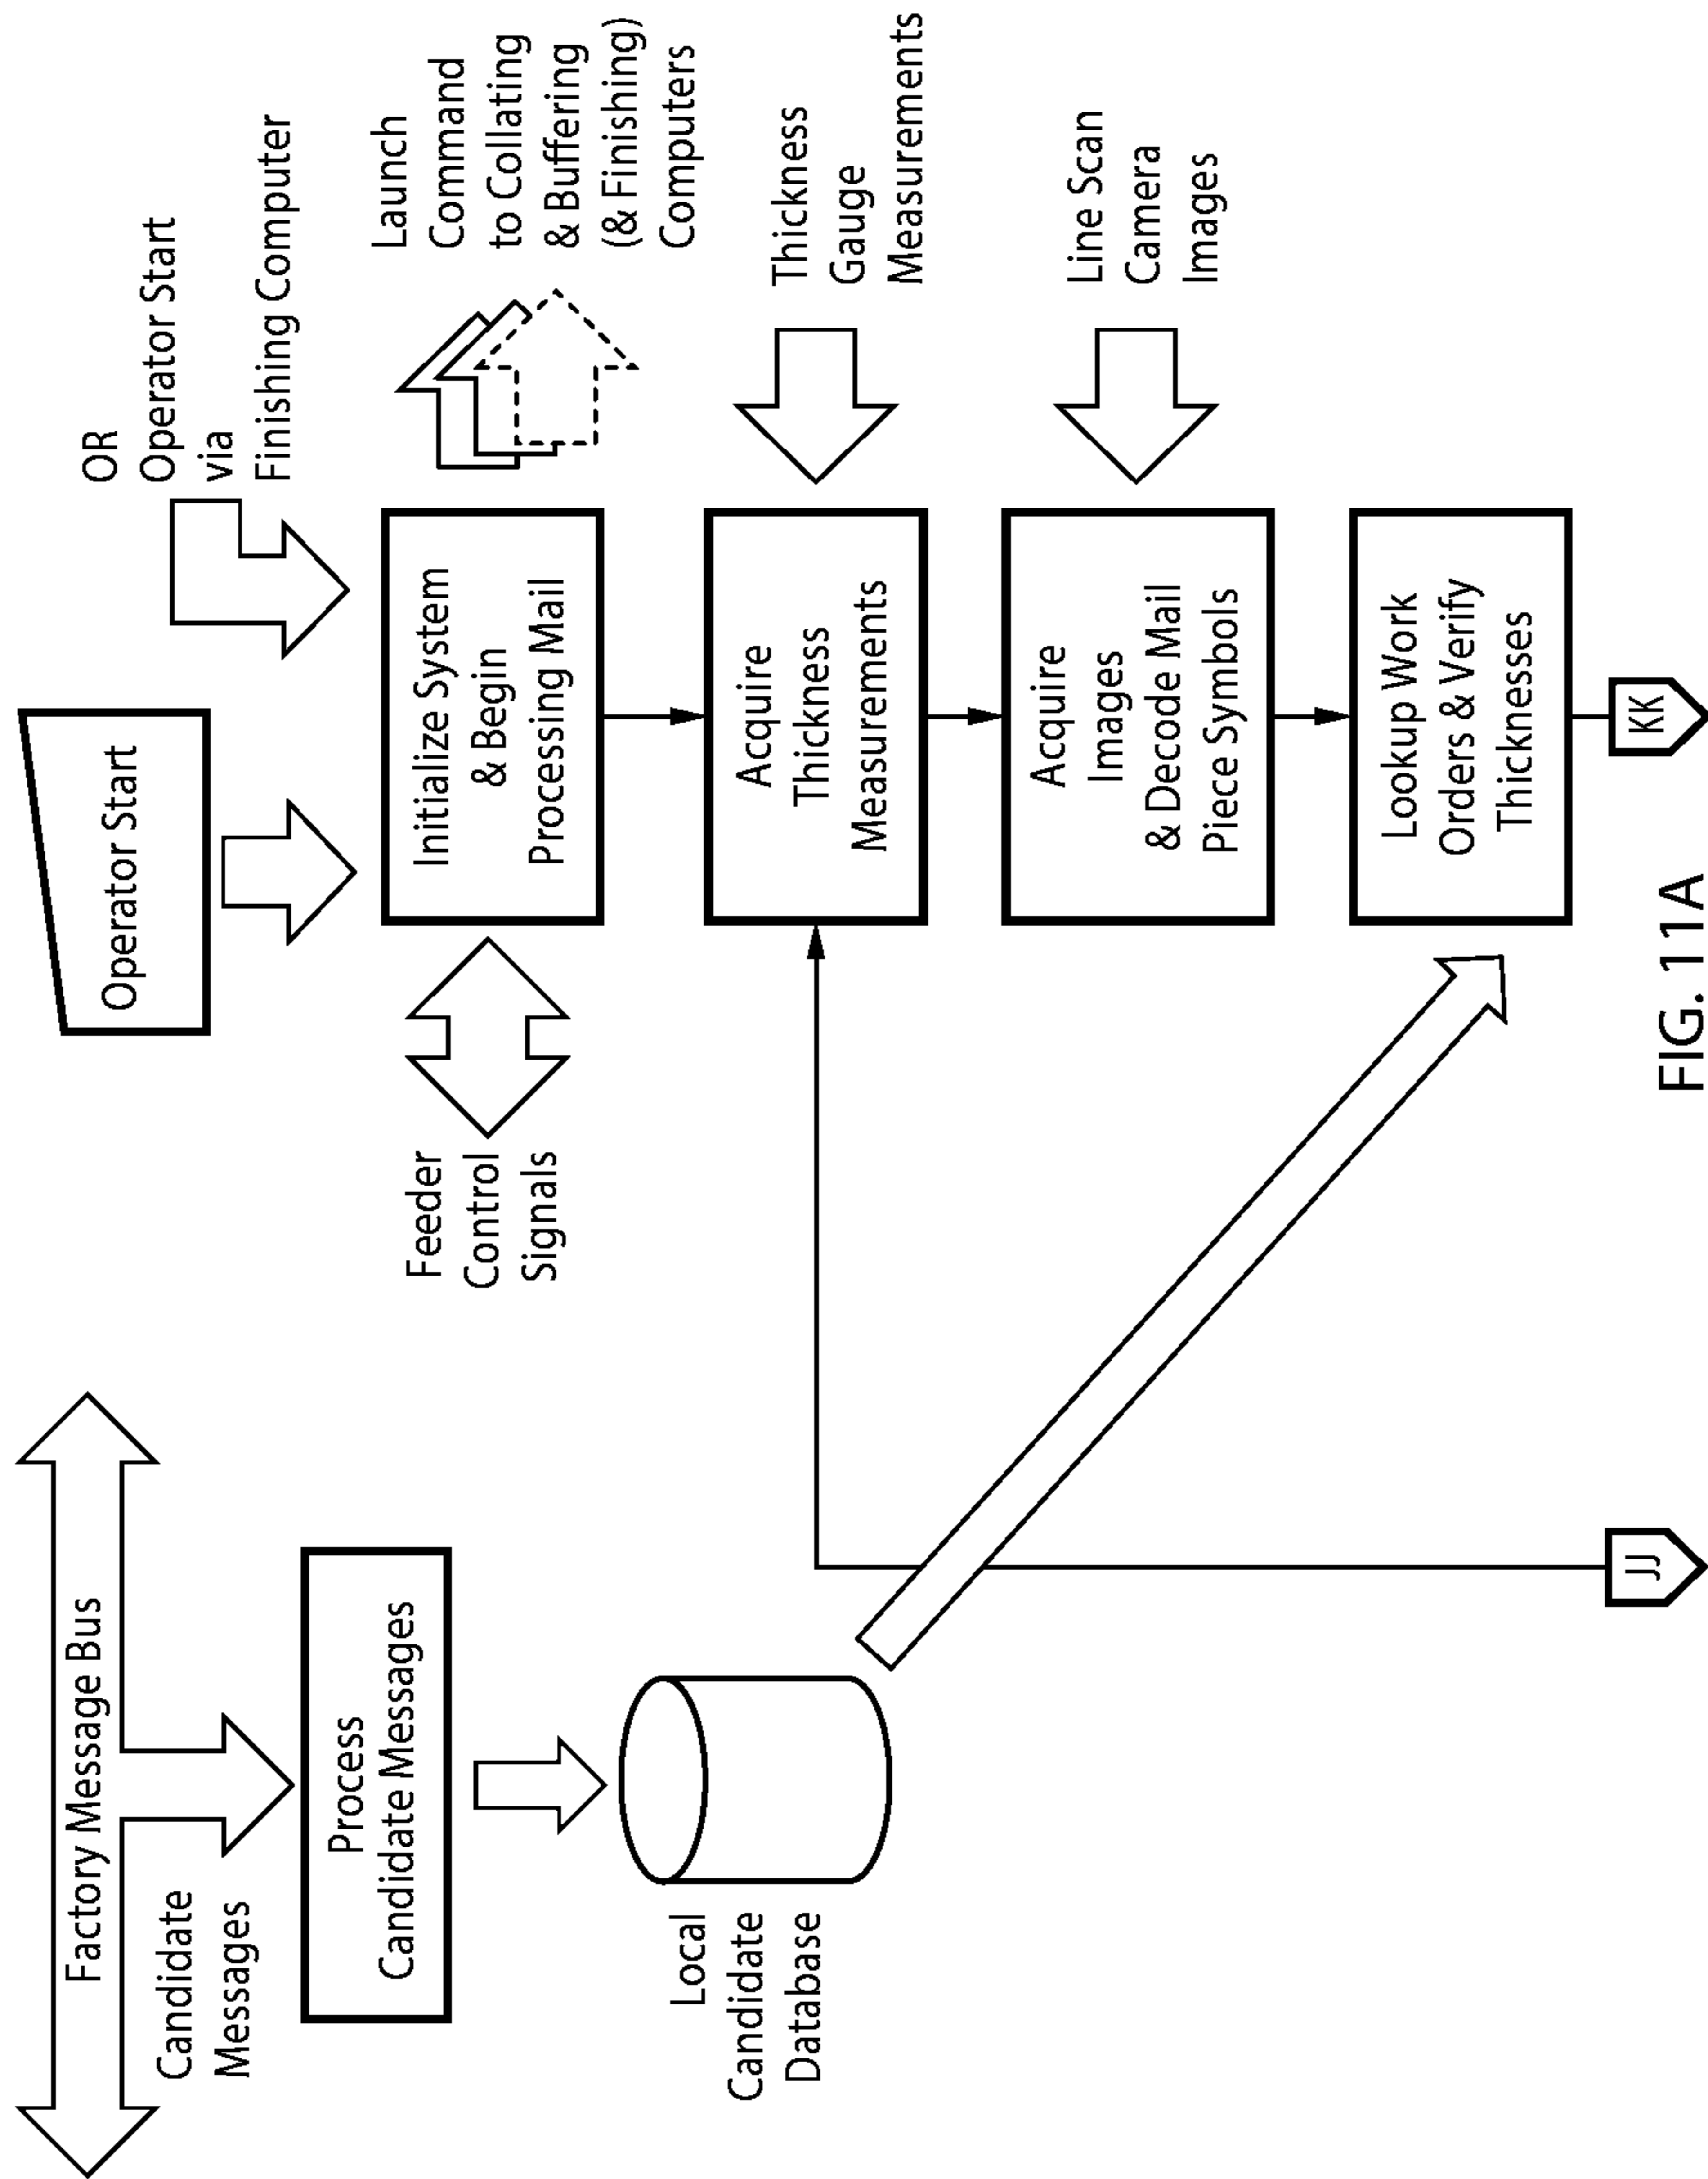 Factory Message Bus
Candidate
Messages
Process
Candidate Messages
Local
Candidate
Database
JJ
Operator Start
OR
Operator Start
via
Finishing Computer
Feeder
Control
Signals
Initialize System
& Begin
Processing Mail
Launch
Command
to Collating
& Buffering
(& Finishing)
Computers
Acquire
Thickness
Measurements
Thickness
Gauge
Measurements
Acquire
Images
& Decode Mail
Piece Symbols
Line Scan
Camera
Images
Lookup Work
Orders & Verify
Thicknesses
KK
FIG. 11A